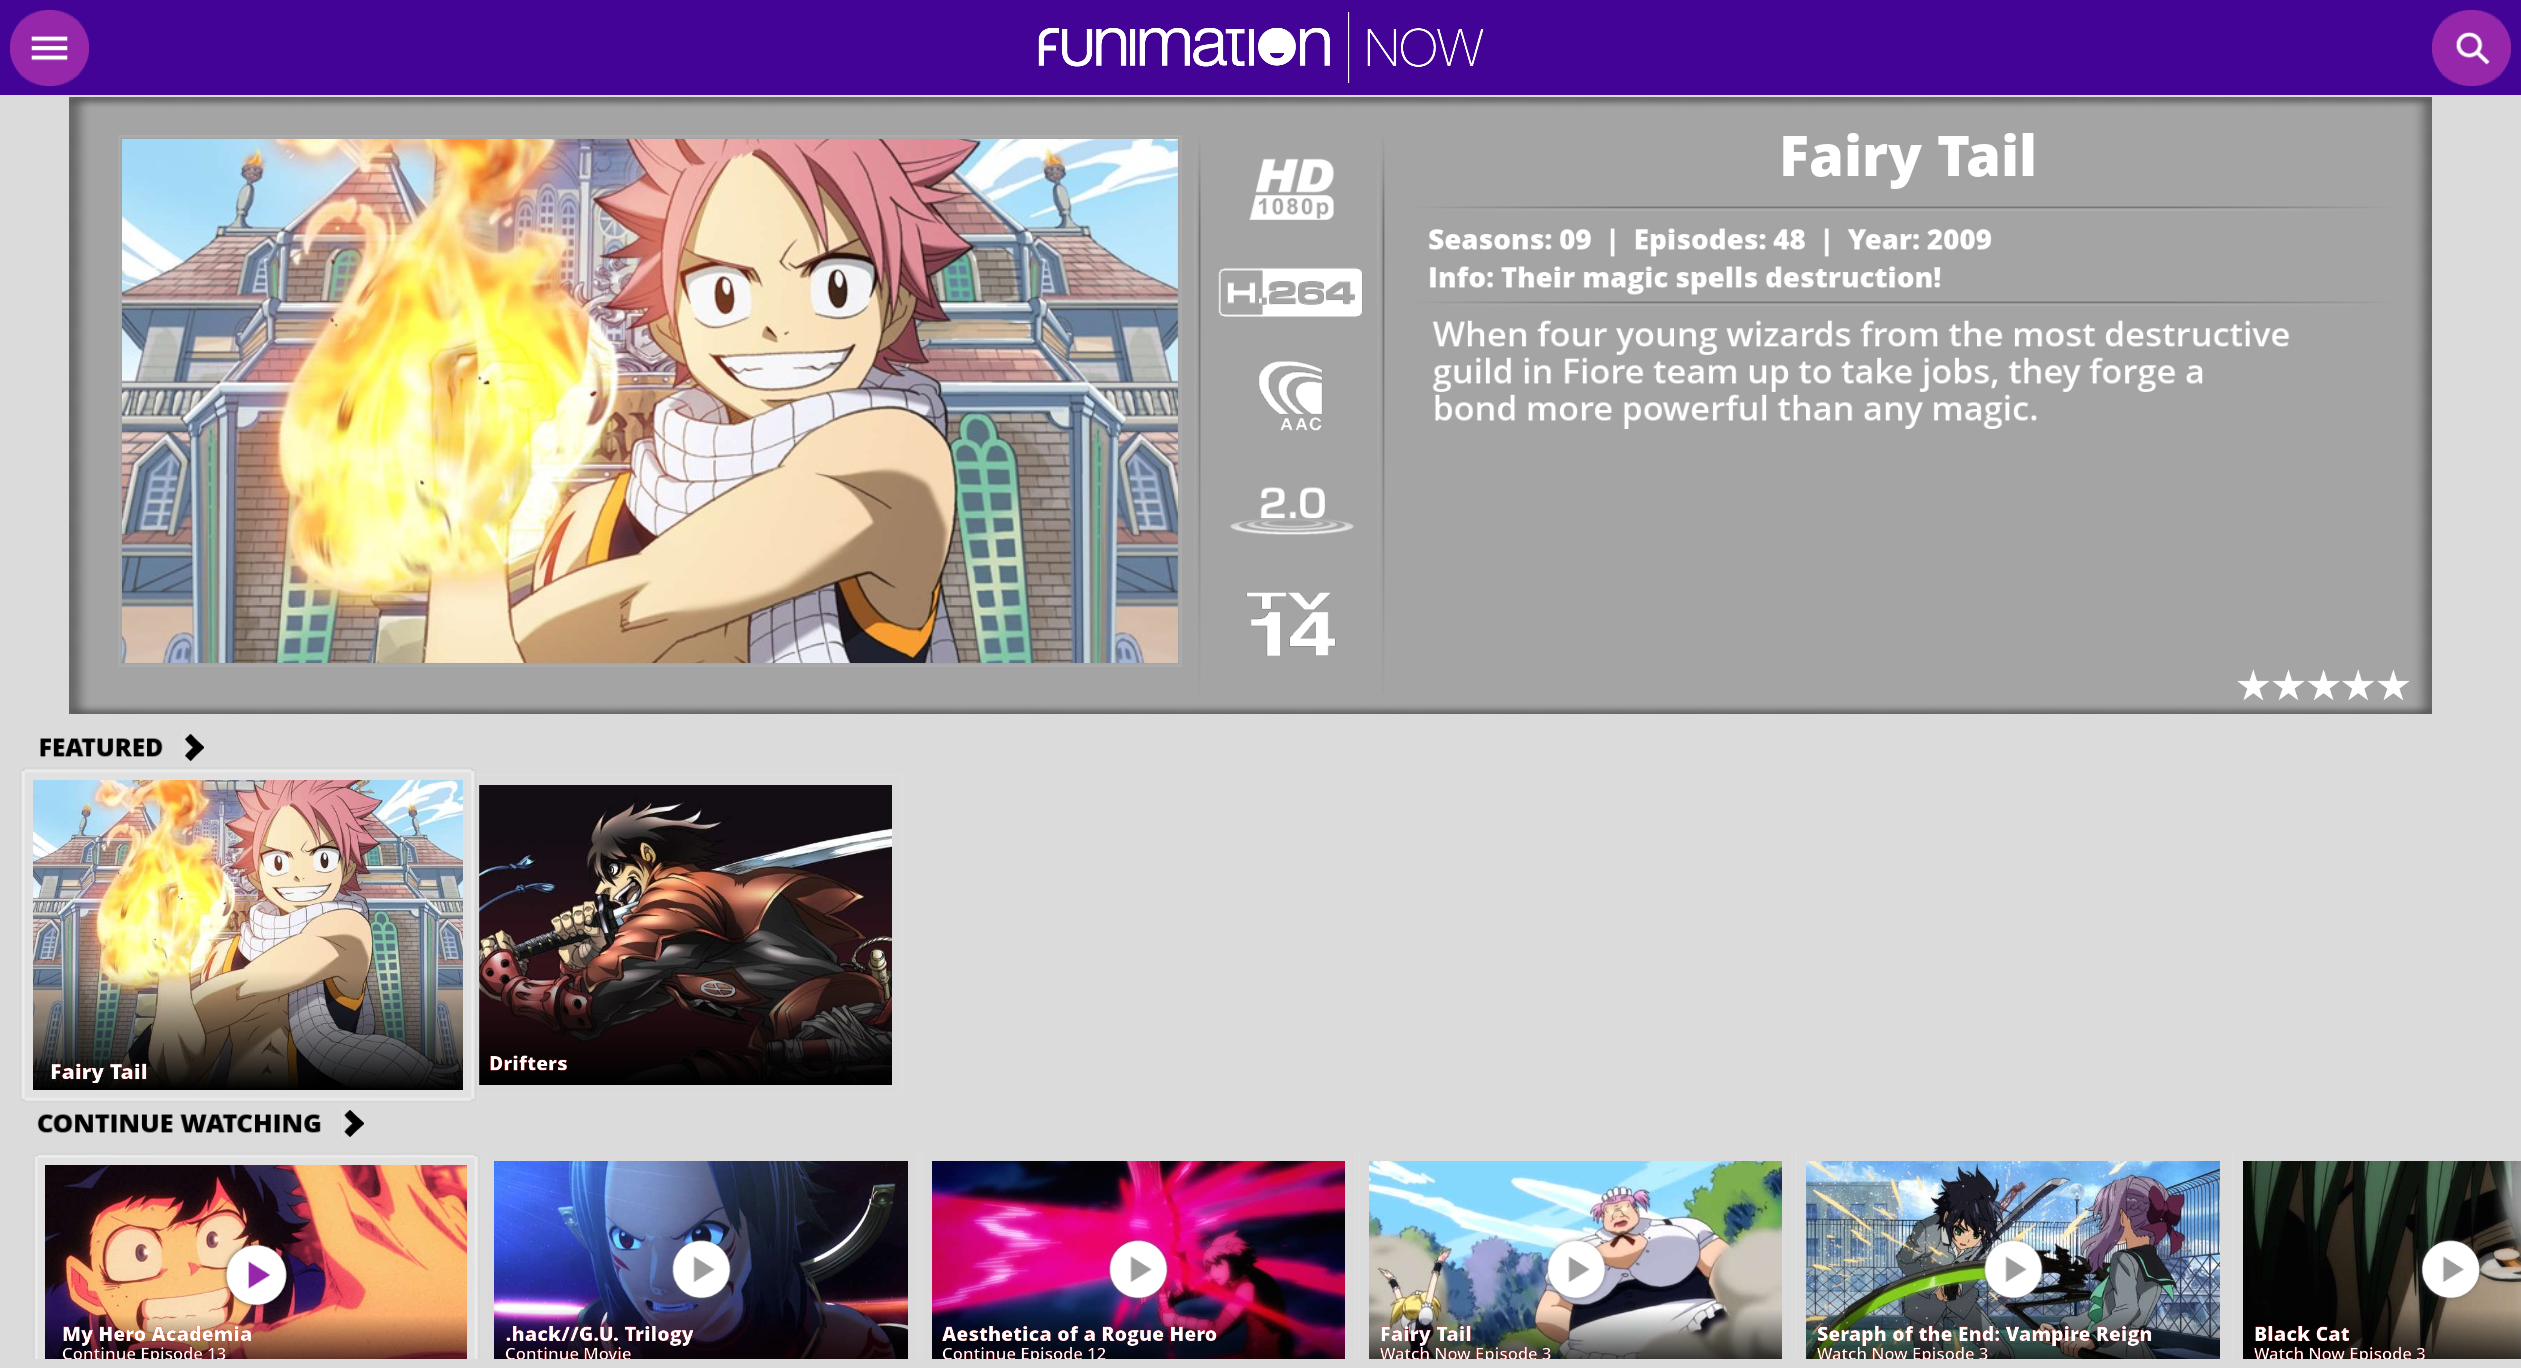 FUNIMATION | NOW
Fairy Tail
HD
1080p
Seasons: 09 | Episodes: 48 | Year: 2009
Info: Their magic spells destruction!
H.264
When four young wizards from the most destructive
guild in Fiore team up to take jobs, they forge a
bond more powerful than any magic.
AAC
2.0
TV
14
FEATURED
Fairy Tail
Drifters
CONTINUE WATCHING
My Hero Academia
Continue Episode 13
.hack//G.U. Trilogy
Continue Movie
Aesthetica of a Rogue Hero
Continue Episode 12
Fairy Tail
Watch Now Episode 3
Seraph of the End: Vampire Reign
Watch Now Episode 3
Black Cat
Watch Now Episode 3